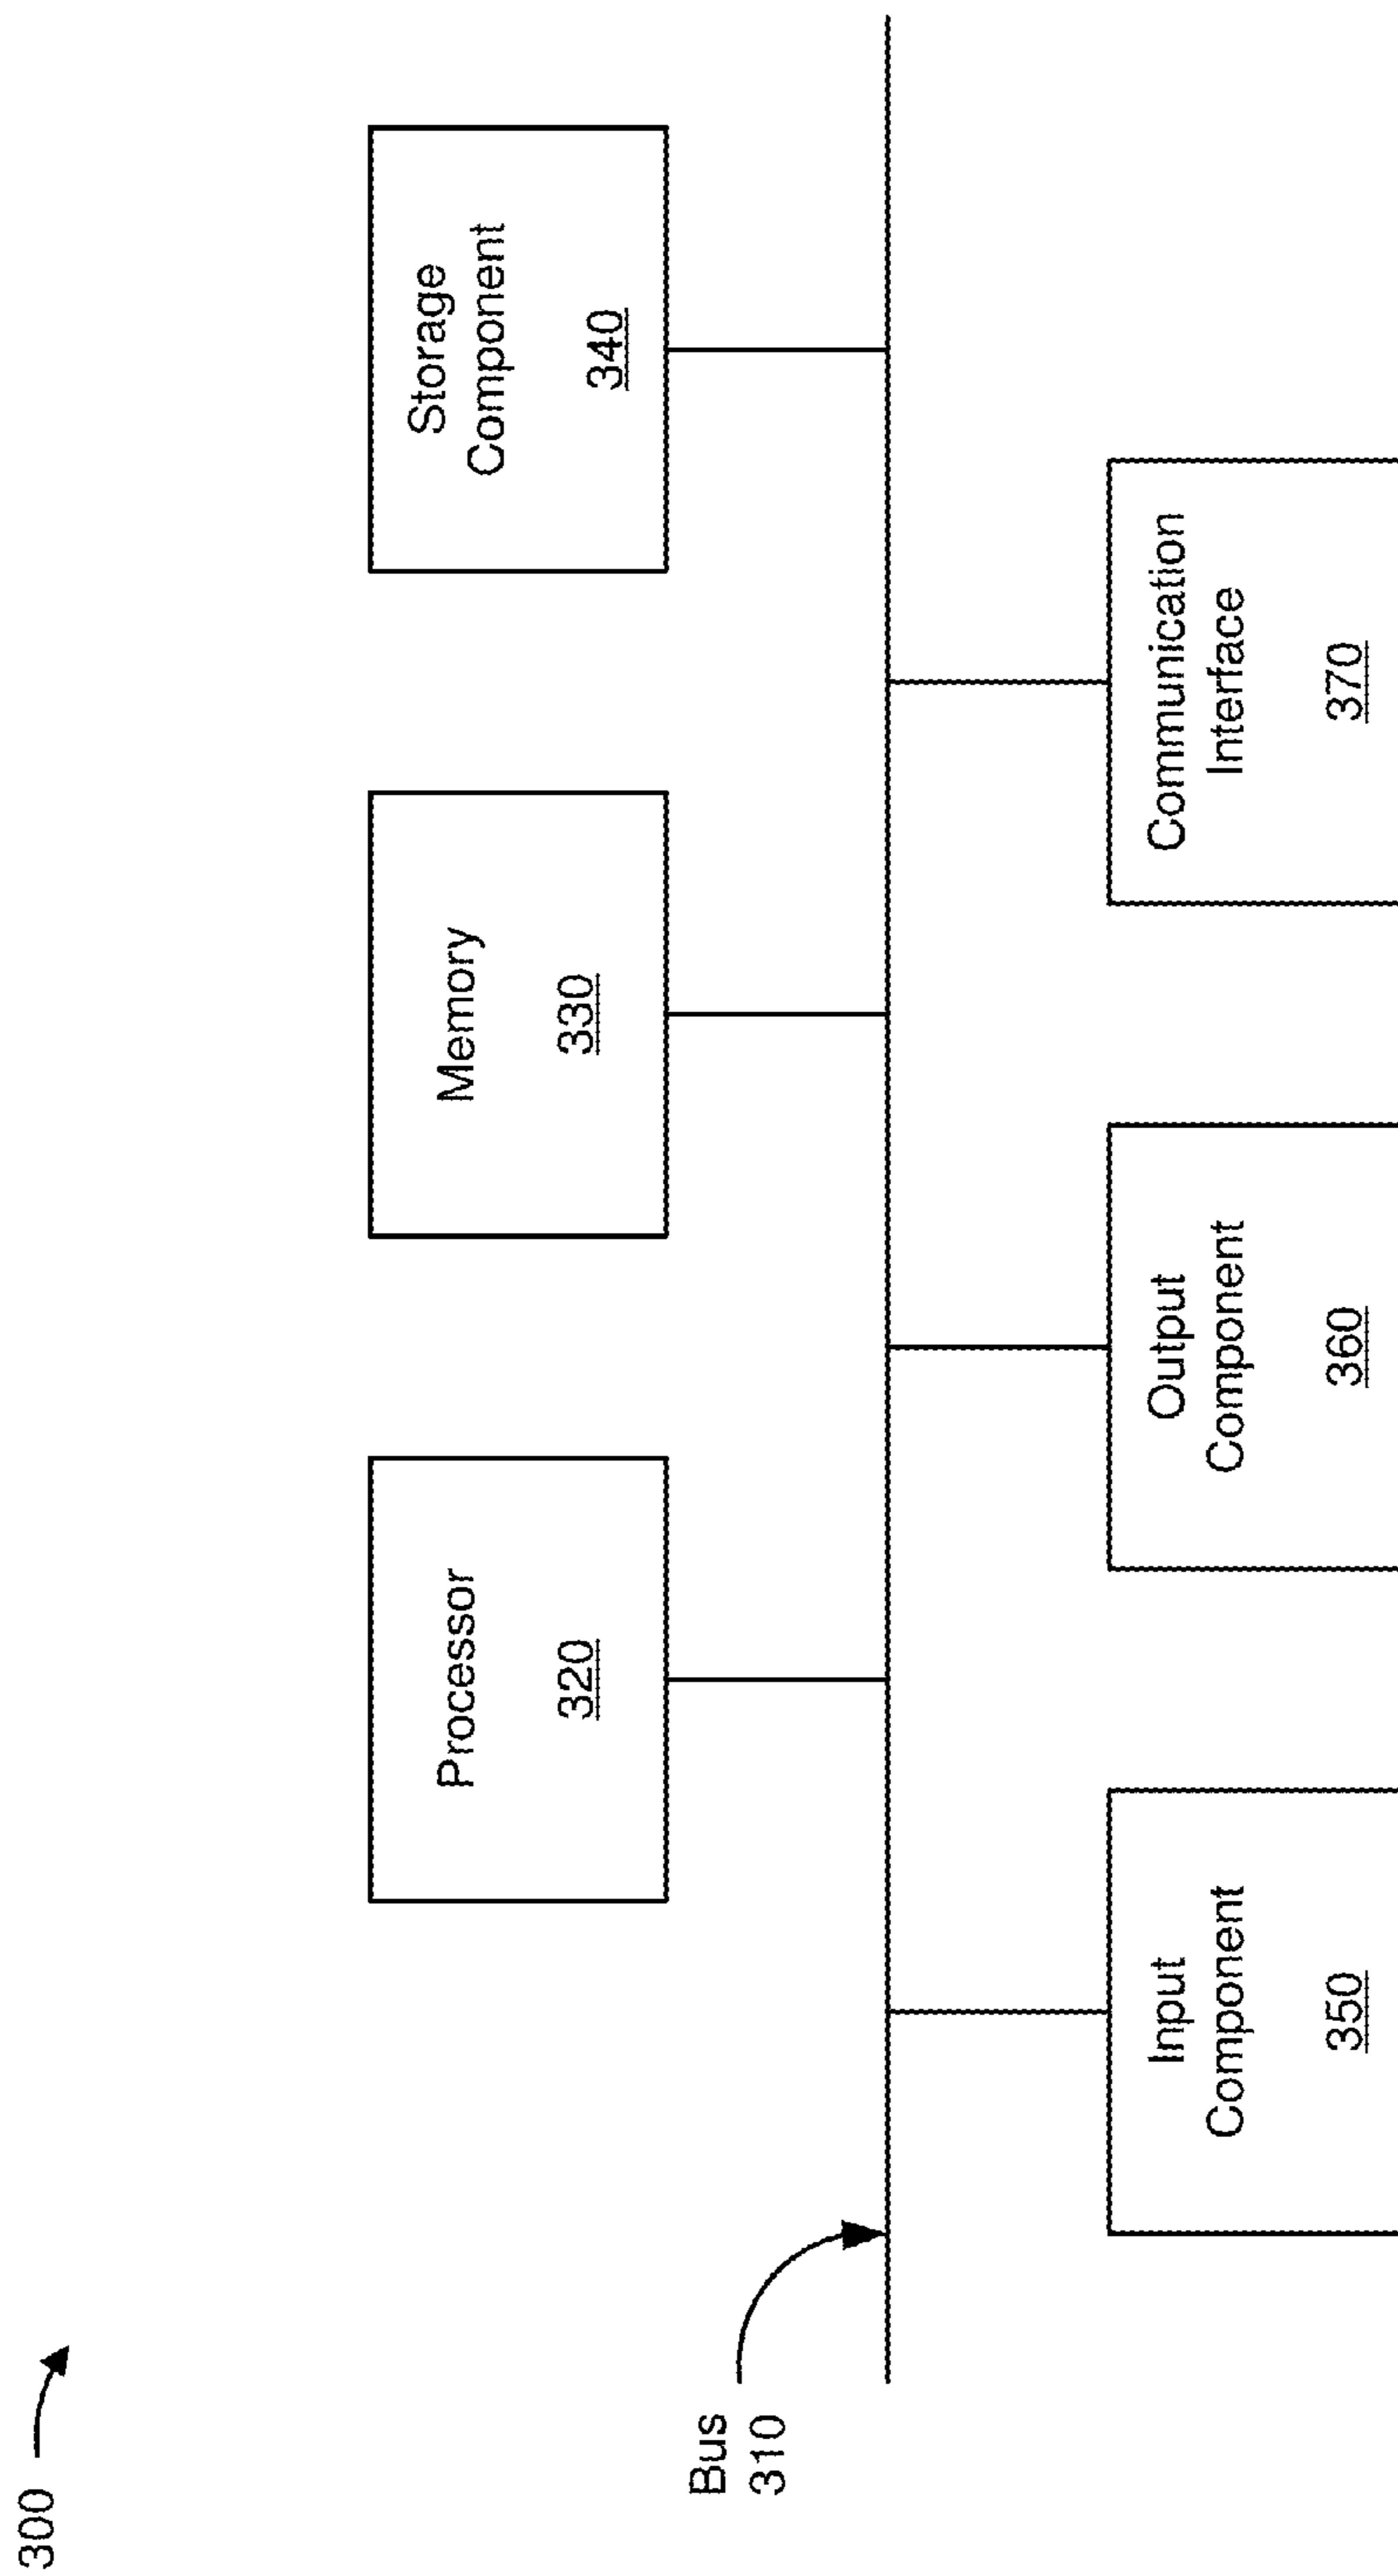 300
Processor
320
Memory
330
Storage
Component
340
Bus
310
Input
Component
350
Output
Component
360
Communication
Interface
370